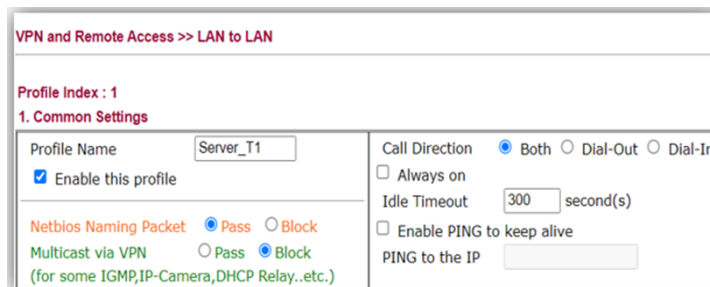 VPN and Remote Access >> LAN to LAN
Profile Index : 1
1. Common Settings
Profile Name Server_T1
Enable this profile
Netbios Naming Packet Pass Block
Multicast via VPN Pass Block
(for some IGMP,IP-Camera,DHCP Relay..etc.)
Call Direction Both Dial-Out Dial-In
Always on
Idle Timeout 300 second(s)
Enable PING to keep alive
PING to the IP